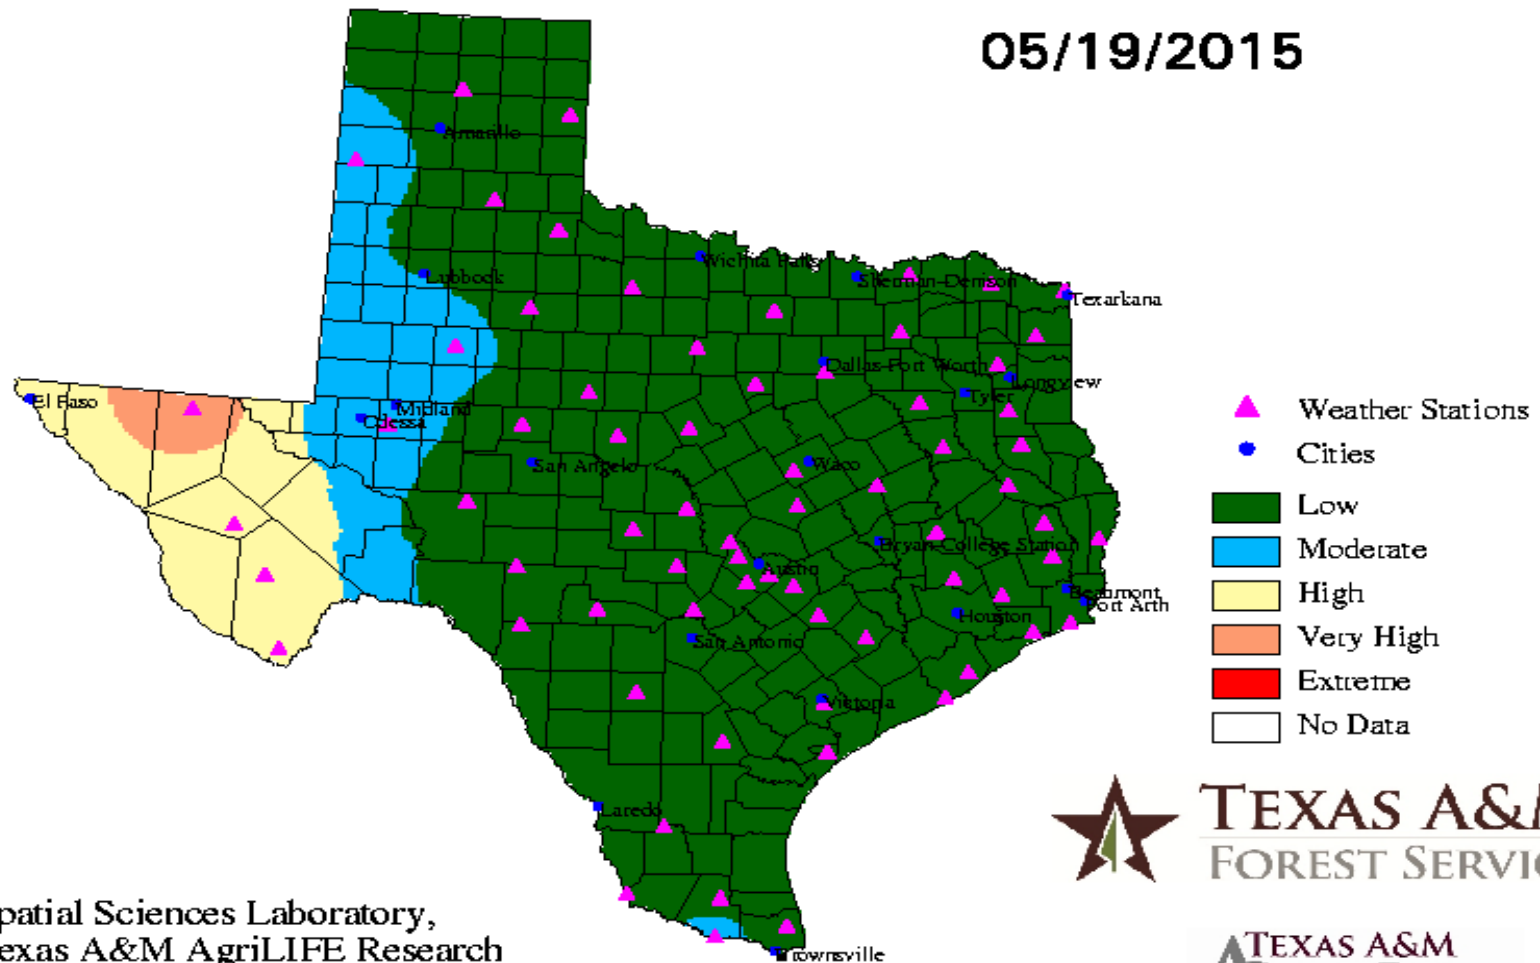 05/19/2015
Amarillo
Lubbock
Wichita Falls
Sherman-Denison
Texarkana
Dallas-Fort Worth
Longview
Tyler
El Paso
Midland
Odessa
San Angelo
Waco
Bryan-College Station
Austin
Beaumont
Port Arth
Houston
San Antonio
Victoria
Laredo
Brownsville
Weather Stations
Cities
Low
Moderate
High
Very High
Extreme
No Data
TEXAS A&M
FOREST SERVIC
TEXAS A&M
patial Sciences Laboratory,
exas A&M AgriLIFE Research